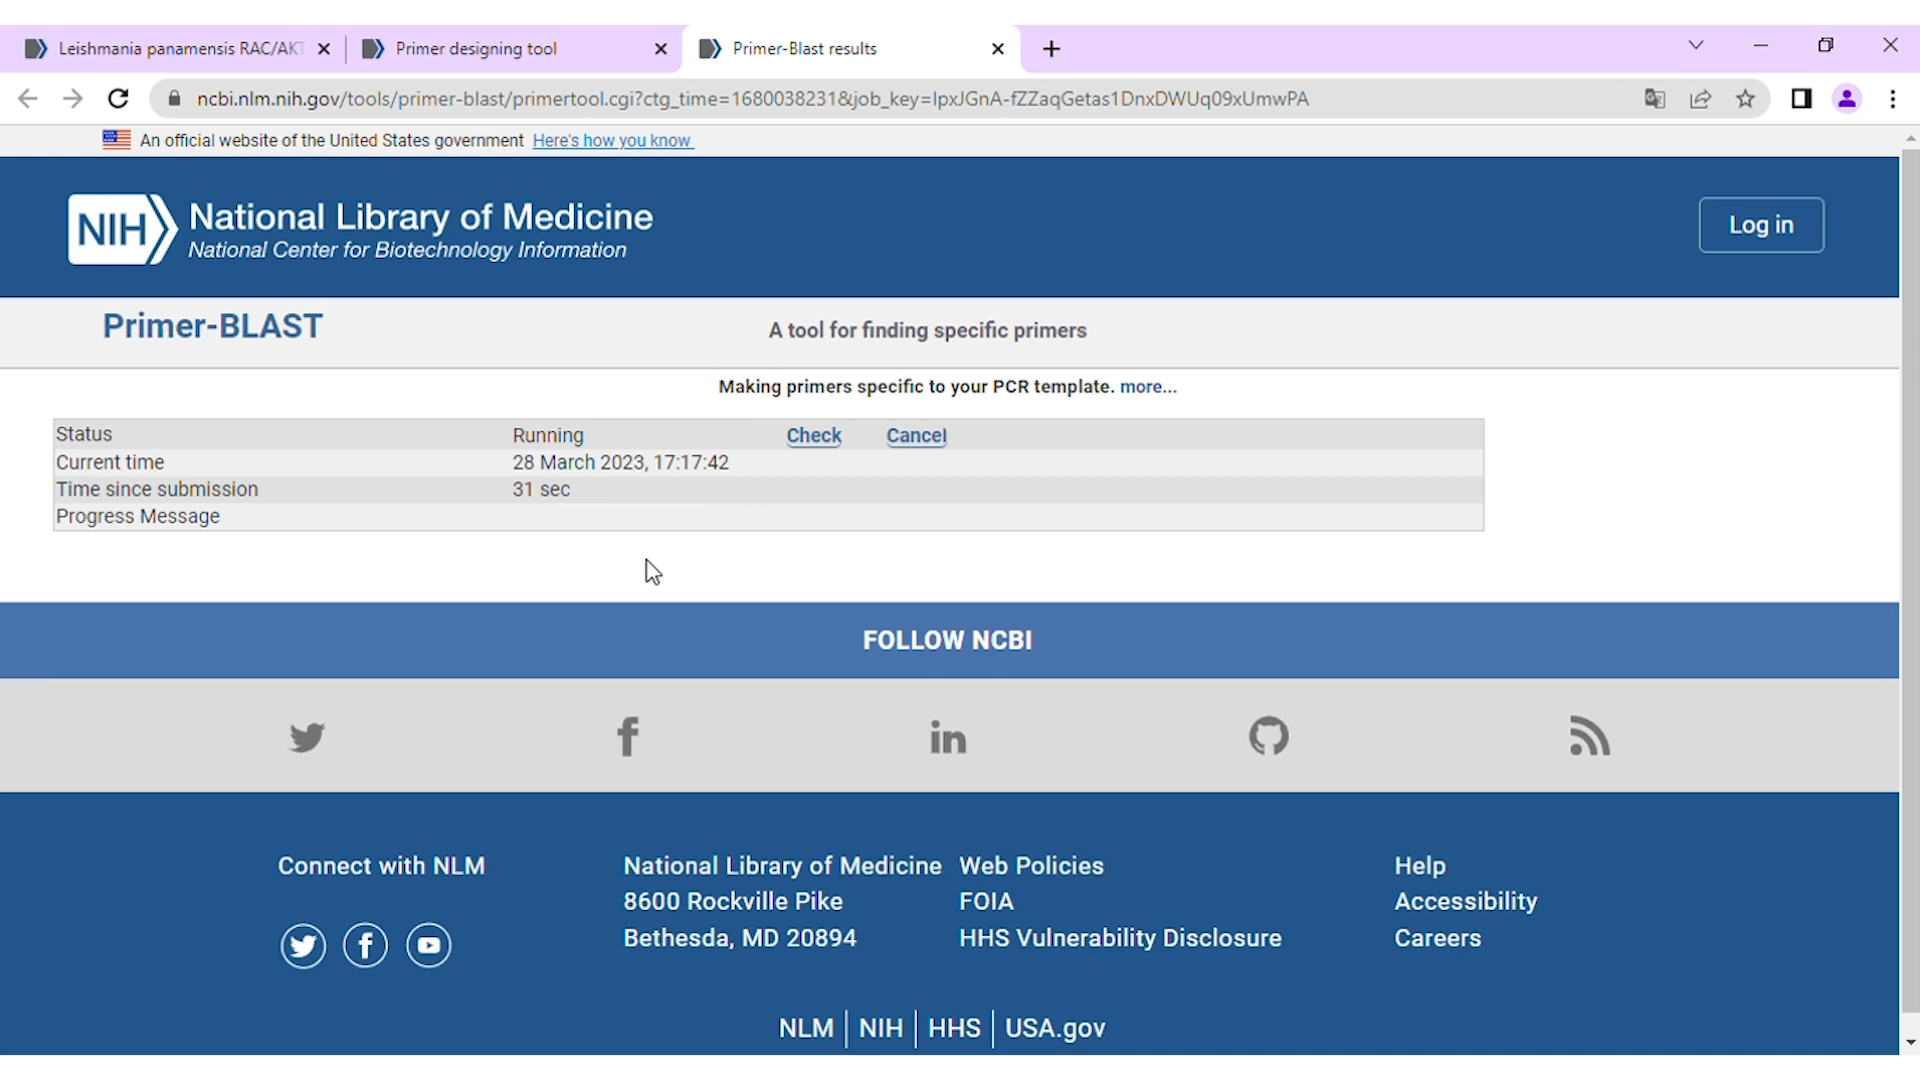 Leishmania panamensis RAC/AKT
Primer designing tool
Primer-Blast results
ncbi.nlm.nih.gov/tools/primer-blast/primertool.cgi?ctg_time=1680038231&job_key=IpxJGnA-fZZaqGetas1DnxDWUq09xUmwPA
An official website of the United States government Here's how you know
NIH National Library of Medicine
National Center for Biotechnology Information
Log in
Primer-BLAST
A tool for finding specific primers
Making primers specific to your PCR template. more...
Status Running Check Cancel
Current time 28 March 2023, 17:17:42
Time since submission 31 sec
Progress Message
FOLLOW NCBI
Connect with NLM
National Library of Medicine
8600 Rockville Pike
Bethesda, MD 20894
Web Policies
FOIA
HHS Vulnerability Disclosure
Help
Accessibility
Careers
NLM NIH HHS USA.gov